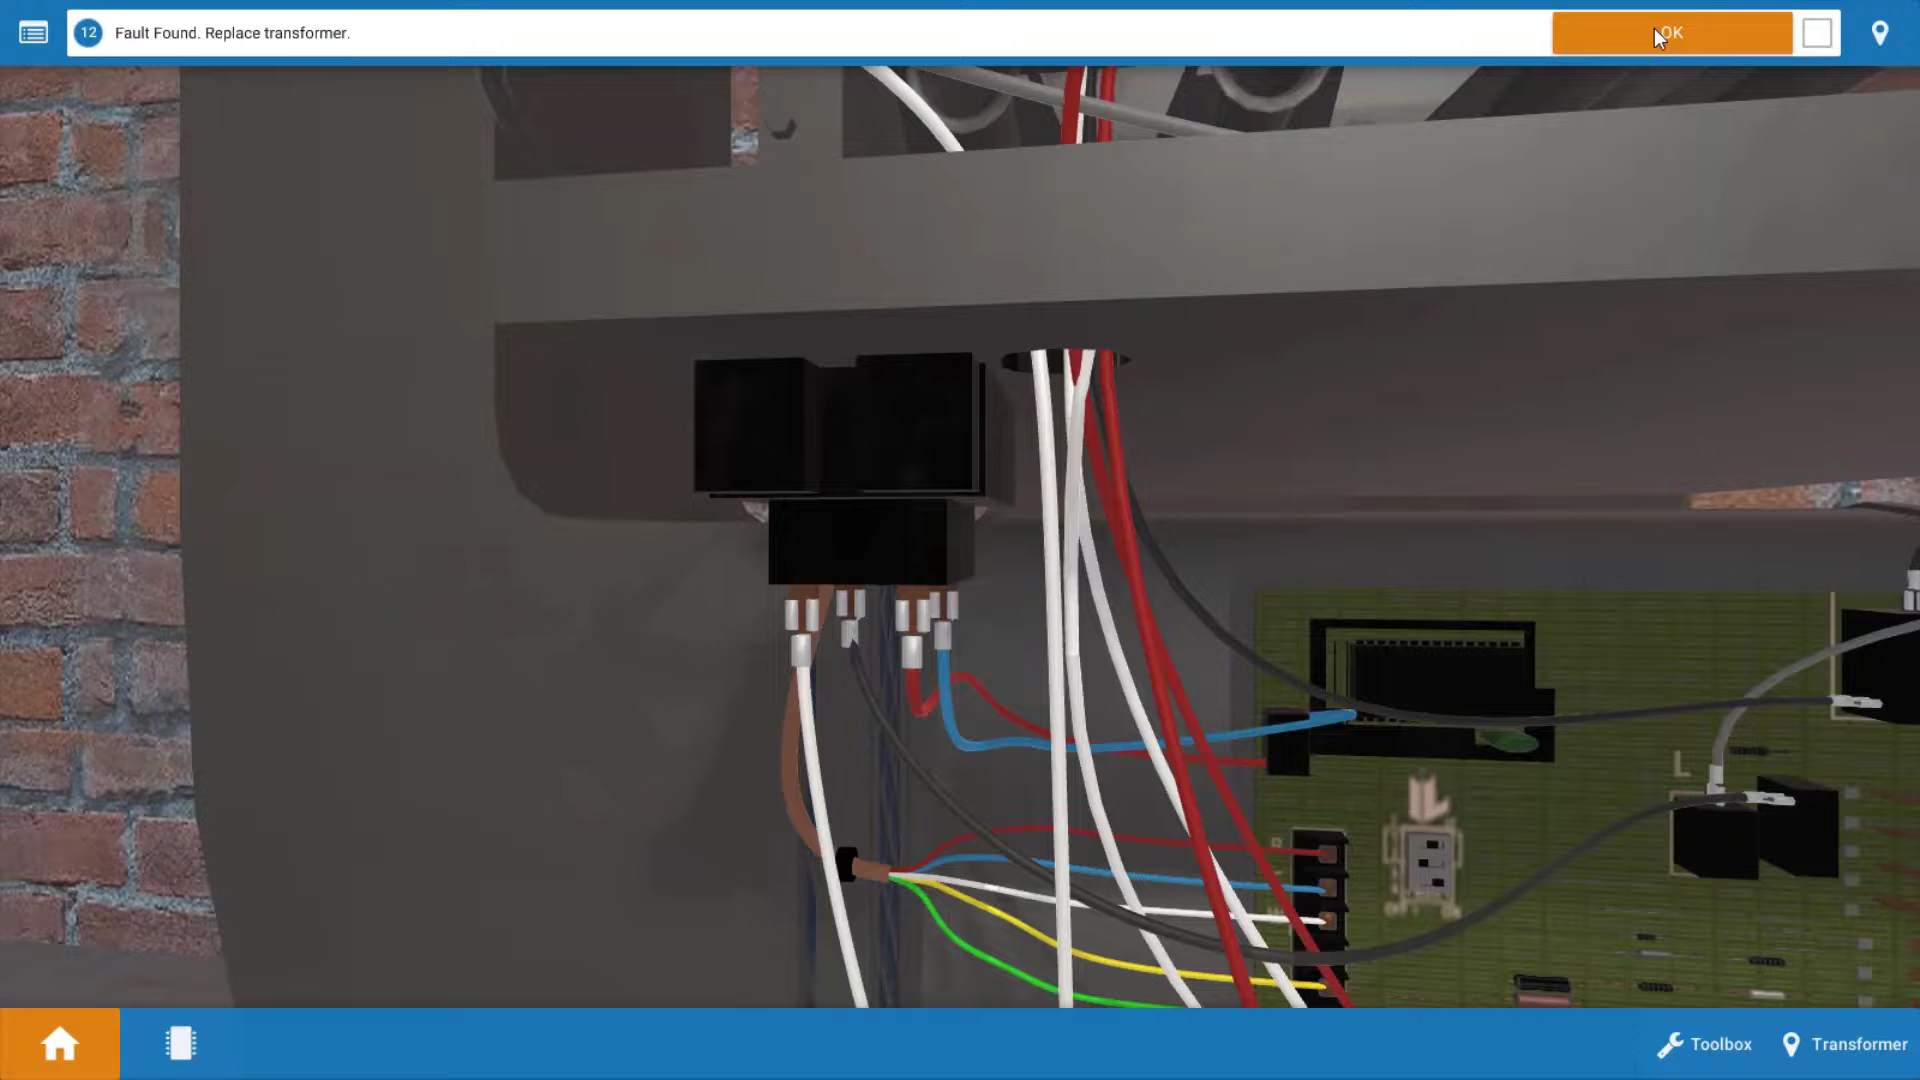 12 Fault Found. Replace transformer.
OK
L
R
Toolbox
Transformer